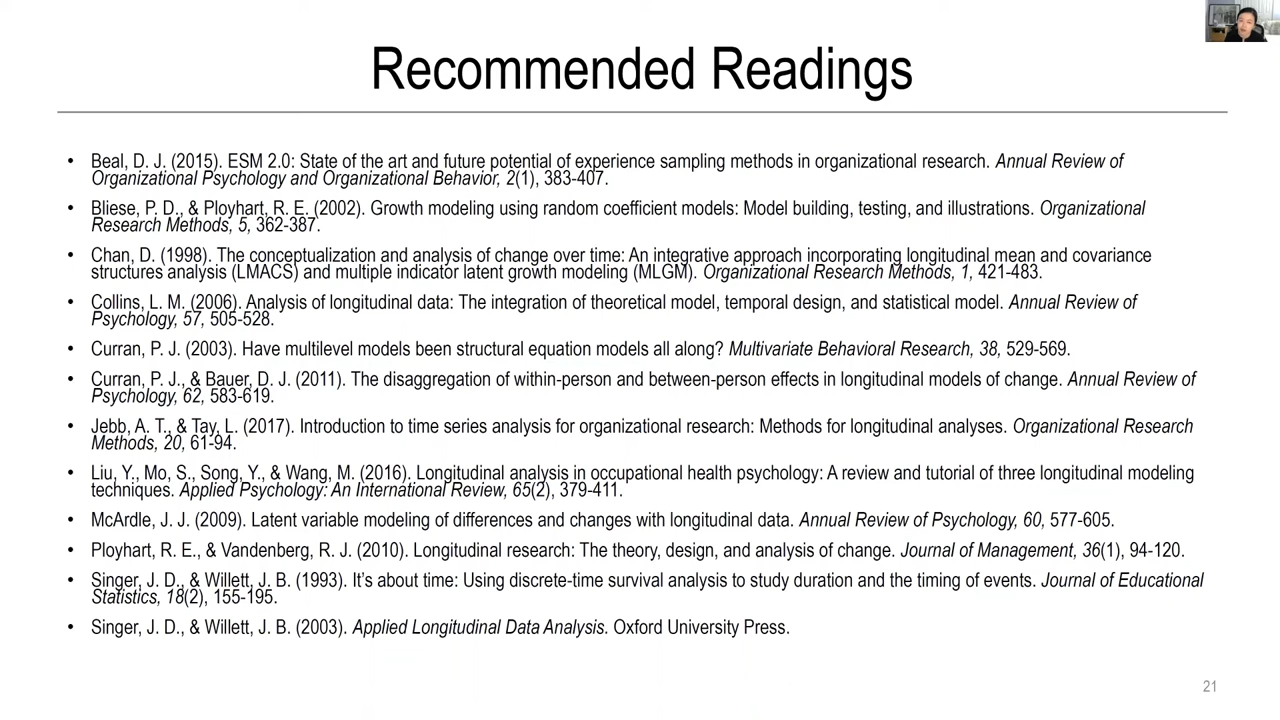 Recommended Readings
• Beal, D. J. (2015). ESM 2.0: State of the art and future potential of experience sampling methods in organizational research. Annual Review of
Organizational Psychology and Organizational Behavior, 2(1), 383-407.
• Bliese, P. D., & Ployhart, R. E. (2002). Growth modeling using random coefficient models: Model building, testing, and illustrations. Organizational
Research Methods, 5, 362-387.
• Chan, D. (1998). The conceptualization and analysis of change over time: An integrative approach incorporating longitudinal mean and covariance
structures analysis (LMACS) and multiple indicator latent growth modeling (MLGM). Organizational Research Methods, 1, 421-483.
• Collins, L. M. (2006). Analysis of longitudinal data: The integration of theoretical model, temporal design, and statistical model. Annual Review of
Psychology, 57, 505-528.
• Curran, P. J. (2003). Have multilevel models been structural equation models all along? Multivariate Behavioral Research, 38, 529-569.
• Curran, P. J., & Bauer, D. J. (2011). The disaggregation of within-person and between-person effects in longitudinal models of change. Annual Review of
Psychology, 62, 583-619.
• Jebb, A. T., & Tay, L. (2017). Introduction to time series analysis for organizational research: Methods for longitudinal analyses. Organizational Research
Methods, 20, 61-94.
• Liu, Y., Mo, S., Song, Y., & Wang, M. (2016). Longitudinal analysis in occupational health psychology: A review and tutorial of three longitudinal modeling
techniques. Applied Psychology: An International Review, 65(2), 379-411.
• McArdle, J. J. (2009). Latent variable modeling of differences and changes with longitudinal data. Annual Review of Psychology, 60, 577-605.
• Ployhart, R. E., & Vandenberg, R. J. (2010). Longitudinal research: The theory, design, and analysis of change. Journal of Management, 36(1), 94-120.
• Singer, J. D., & Willett, J. B. (1993). It’s about time: Using discrete-time survival analysis to study duration and the timing of events. Journal of Educational
Statistics, 18(2), 155-195.
• Singer, J. D., & Willett, J. B. (2003). Applied Longitudinal Data Analysis. Oxford University Press.
21